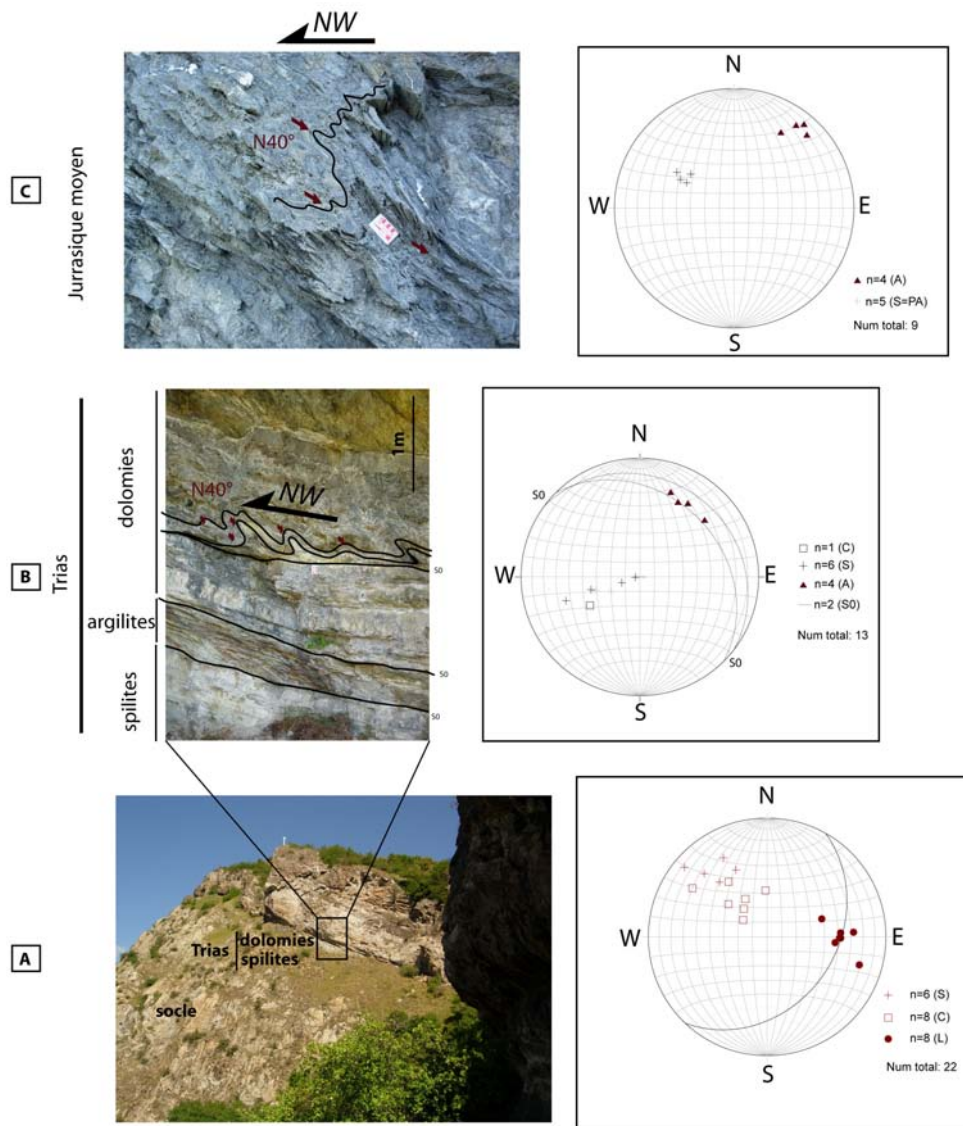 NW
C
Jurrasique moyen
N40°
N
W
E
S
n=4 (A)
n=5 (S=PA)
Num total: 9
B
Trias
dolomies
argilites
spilites
1m
N40°
NW
S0
S0
S0
N
S0
W
E
S0
S
n=1 (C)
n=6 (S)
n=4 (A)
n=2 (S0)
Num total: 13
A
Trias
dolomies
spilites
socle
N
W
E
S
n=6 (S)
n=8 (C)
n=8 (L)
Num total: 22